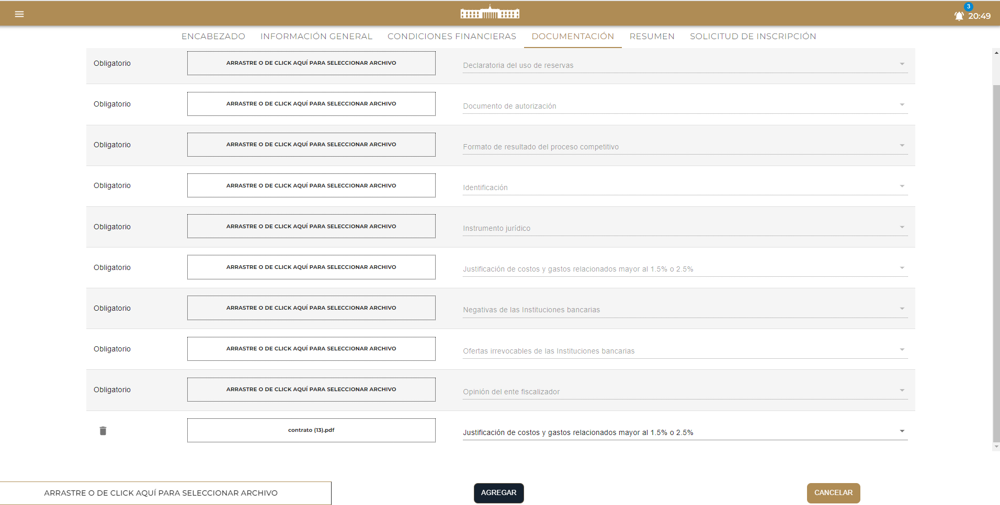 3
20:49
ENCABEZADO INFORMACIÓN GENERAL CONDICIONES FINANCIERAS DOCUMENTACIÓN RESUMEN SOLICITUD DE INSCRIPCIÓN
Obligatorio ARRASTRE O DE CLICK AQUÍ PARA SELECCIONAR ARCHIVO Declaratoria del uso de reservas
Obligatorio ARRASTRE O DE CLICK AQUÍ PARA SELECCIONAR ARCHIVO Documento de autorización
Obligatorio ARRASTRE O DE CLICK AQUÍ PARA SELECCIONAR ARCHIVO Formato de resultado del proceso competitivo
Obligatorio ARRASTRE O DE CLICK AQUÍ PARA SELECCIONAR ARCHIVO Identificación
Obligatorio ARRASTRE O DE CLICK AQUÍ PARA SELECCIONAR ARCHIVO Instrumento jurídico
Obligatorio ARRASTRE O DE CLICK AQUÍ PARA SELECCIONAR ARCHIVO Justificación de costos y gastos relacionados mayor al 1.5% o 2.5%
Obligatorio ARRASTRE O DE CLICK AQUÍ PARA SELECCIONAR ARCHIVO Negativas de las Instituciones bancarias
Obligatorio ARRASTRE O DE CLICK AQUÍ PARA SELECCIONAR ARCHIVO Ofertas irrevocables de las Instituciones bancarias
Obligatorio ARRASTRE O DE CLICK AQUÍ PARA SELECCIONAR ARCHIVO Opinión del ente fiscalizador
contrato (13).pdf Justificación de costos y gastos relacionados mayor al 1.5% o 2.5%
ARRASTRE O DE CLICK AQUÍ PARA SELECCIONAR ARCHIVO AGREGAR CANCELAR